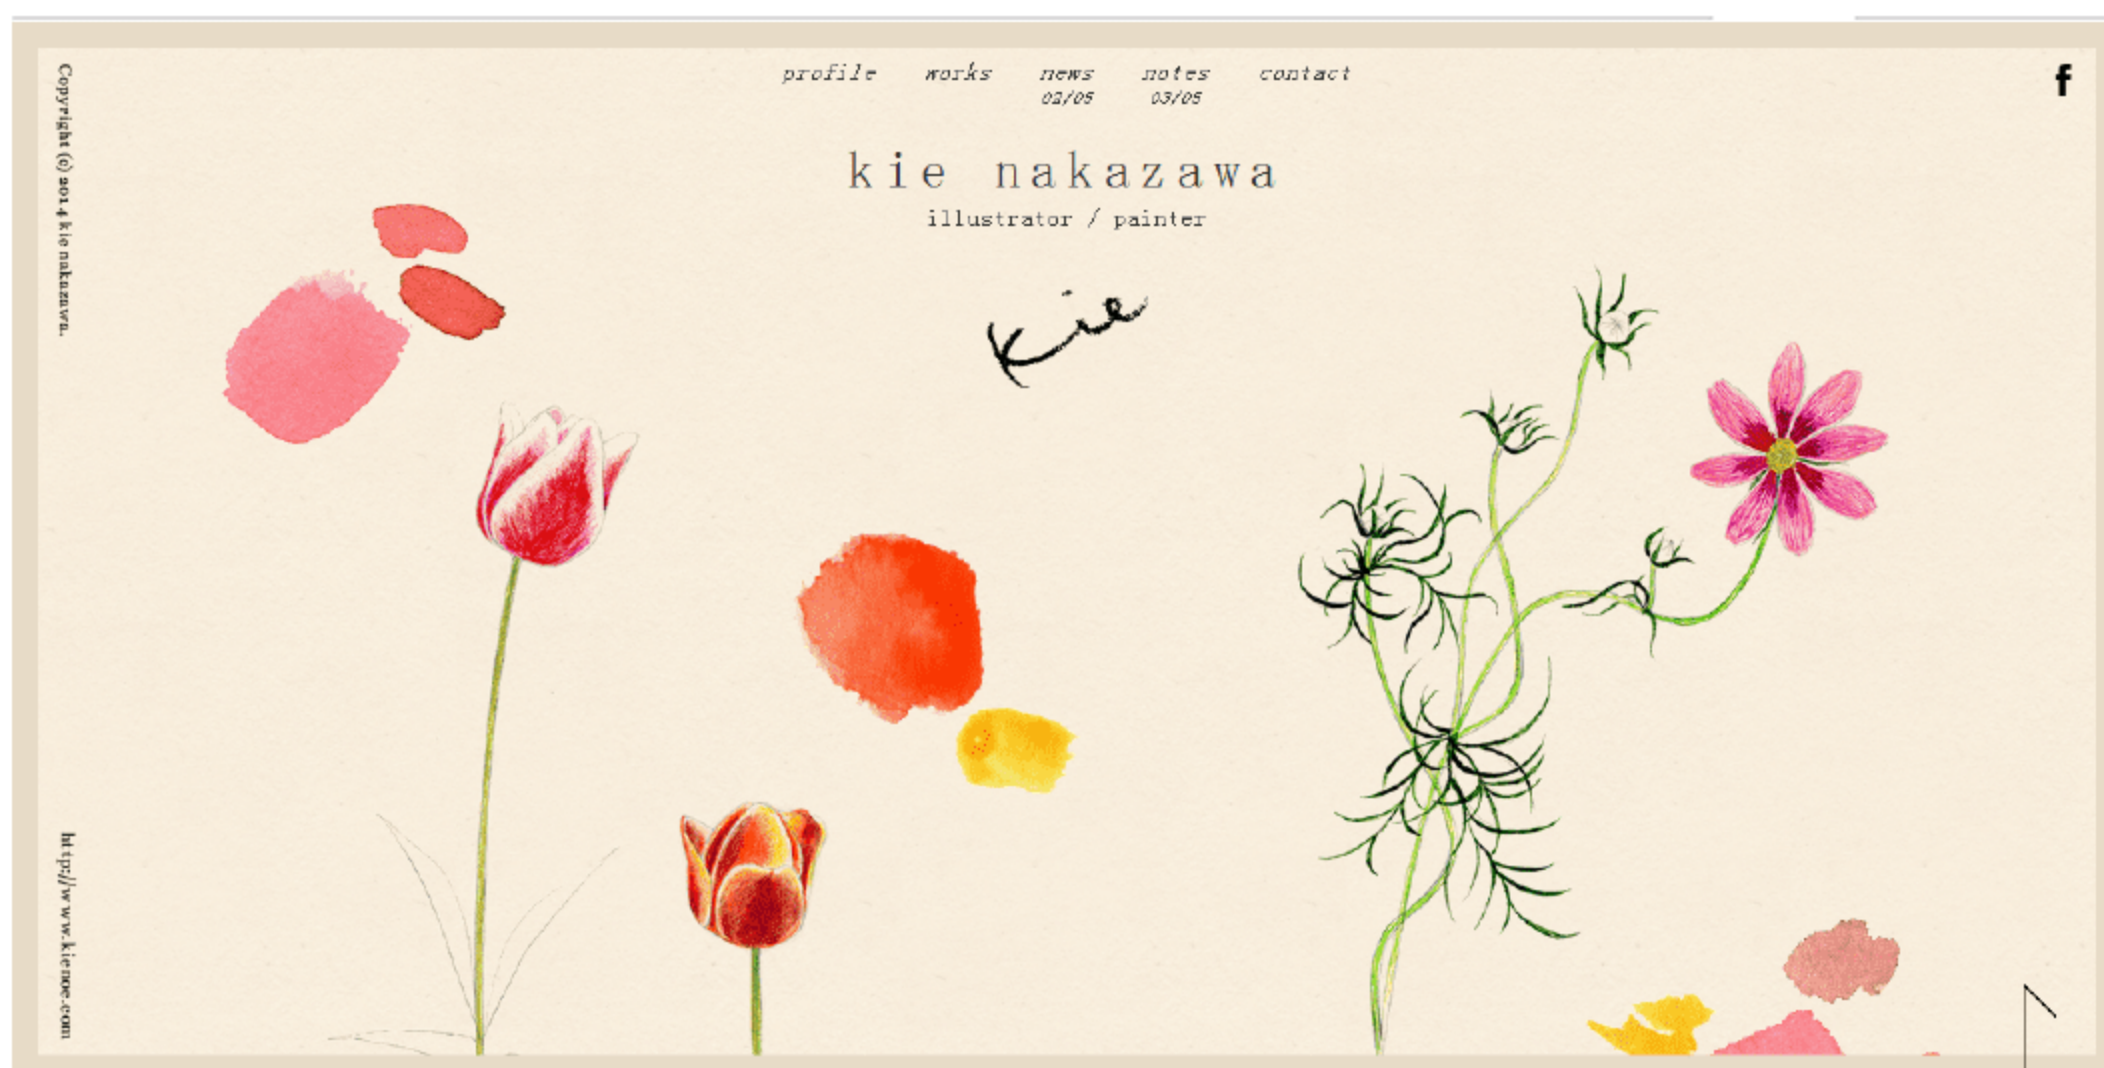 profile works news notes contact
02/05 03/05
f
kie nakazawa
illustrator / painter
Kie
Copyright (c) 2014 kie nakazawa.
http://www.kienoe.com